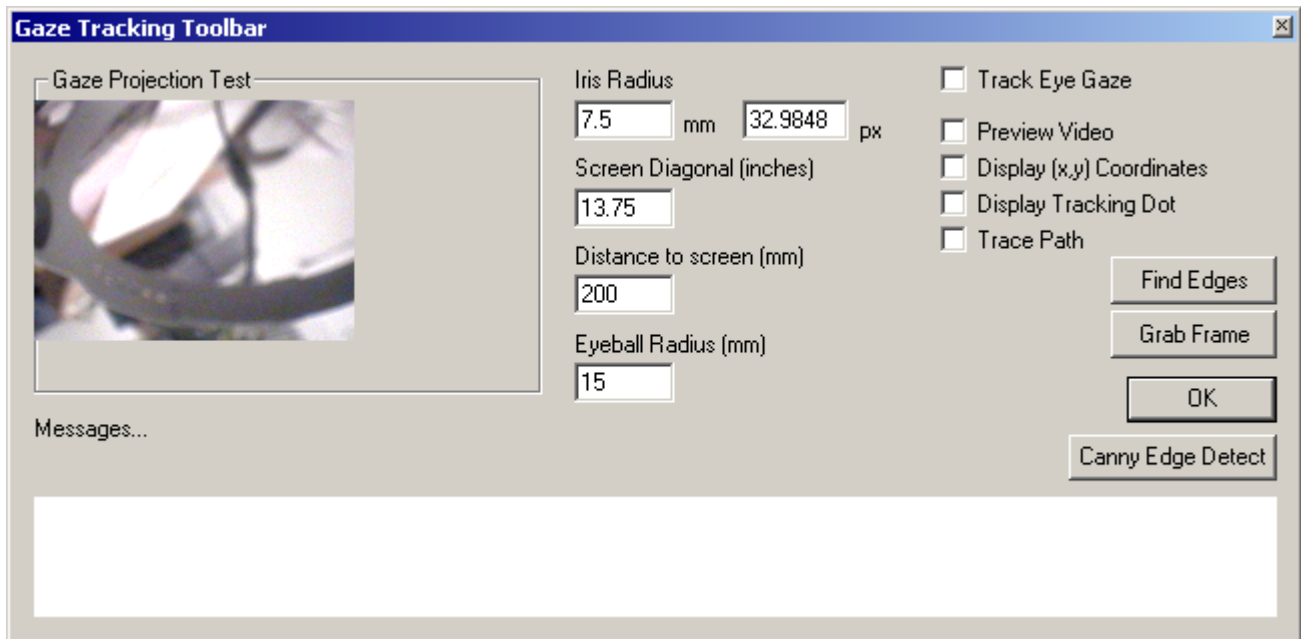 Gaze Tracking Toolbar
Gaze Projection Test
Iris Radius
7.5 mm 32.9848 px
Screen Diagonal (inches)
13.75
Distance to screen (mm)
200
Eyeball Radius (mm)
15
Track Eye Gaze
Preview Video
Display (x,y) Coordinates
Display Tracking Dot
Trace Path
Find Edges
Grab Frame
OK
Canny Edge Detect
Messages...